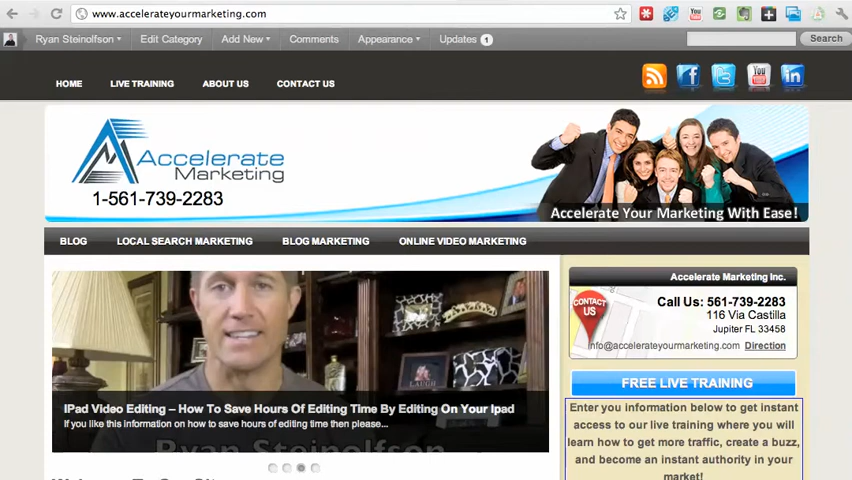 www.accelerateyourmarketing.com
Ryan Steinolfson Edit Category Add New Comments Appearance Updates 1 Search
HOME LIVE TRAINING ABOUT US CONTACT US
Accelerate
Marketing
1-561-739-2283
Accelerate Your Marketing With Ease!
BLOG LOCAL SEARCH MARKETING BLOG MARKETING ONLINE VIDEO MARKETING
LAUGH
IPad Video Editing – How To Save Hours Of Editing Time By Editing On Your Ipad
If you like this information on how to save hours of editing time then please...
Ryan Steinolfson
Accelerate Marketing Inc.
CONTACT
US
Call Us: 561-739-2283
116 Via Castilla
Jupiter FL 33458
info@accelerateyourmarketing.com Direction
FREE LIVE TRAINING
Enter you information below to get instant
access to our live training where you will
learn how to get more traffic, create a buzz,
and become an instant authority in your
market!